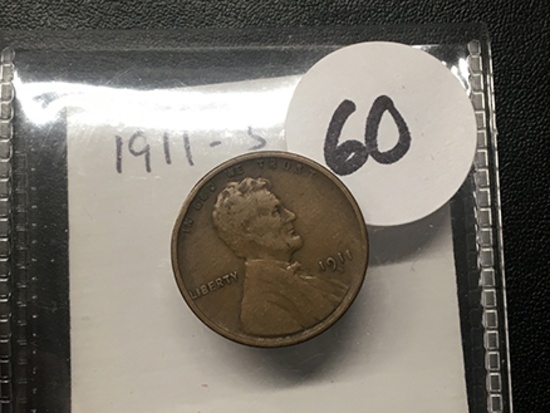 1911-S
60
IN GOD WE TRUST
LIBERTY
1911
S